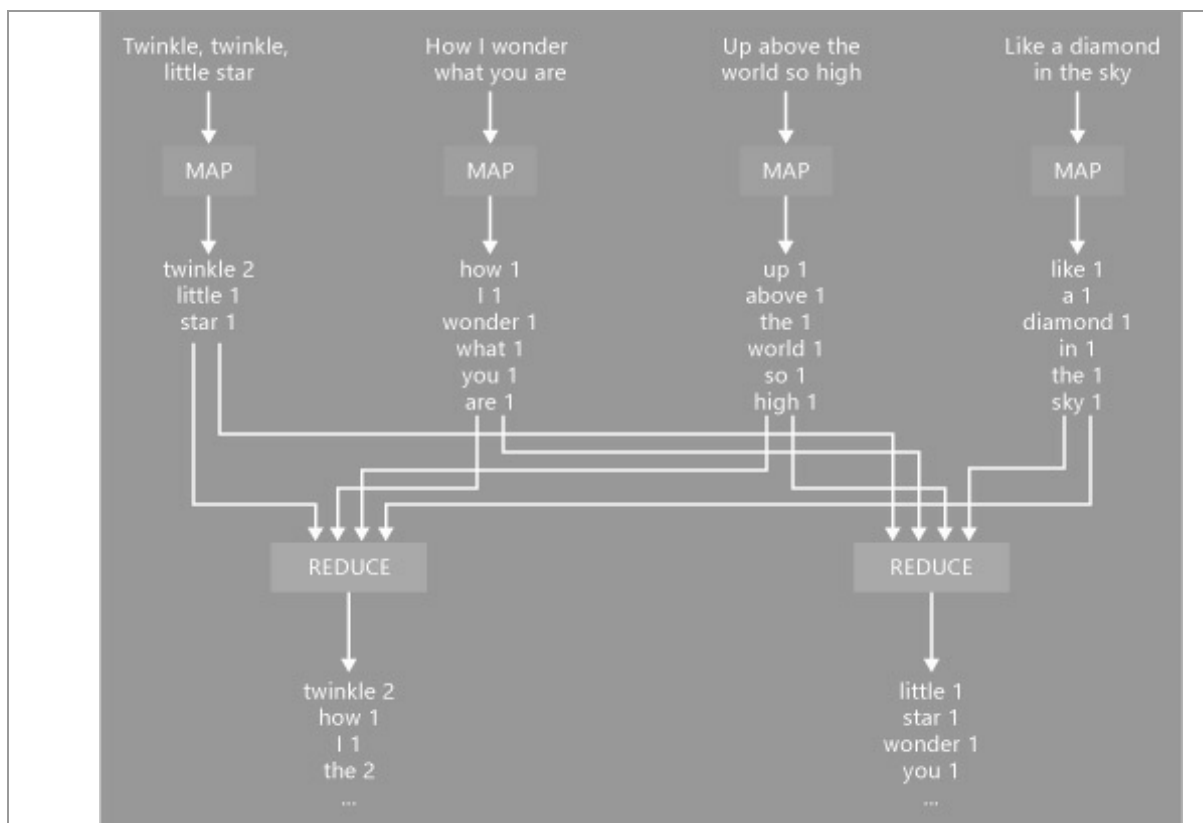 Twinkle, twinkle,
little star
How I wonder
what you are
Up above the
world so high
Like a diamond
in the sky
MAP
MAP
MAP
MAP
twinkle 2
little 1
star 1
how 1
I 1
wonder 1
what 1
you 1
are 1
up 1
above 1
the 1
world 1
so 1
high 1
like 1
a 1
diamond 1
in 1
the 1
sky 1
REDUCE
REDUCE
twinkle 2
how 1
I 1
the 2
...
little 1
star 1
wonder 1
you 1
...